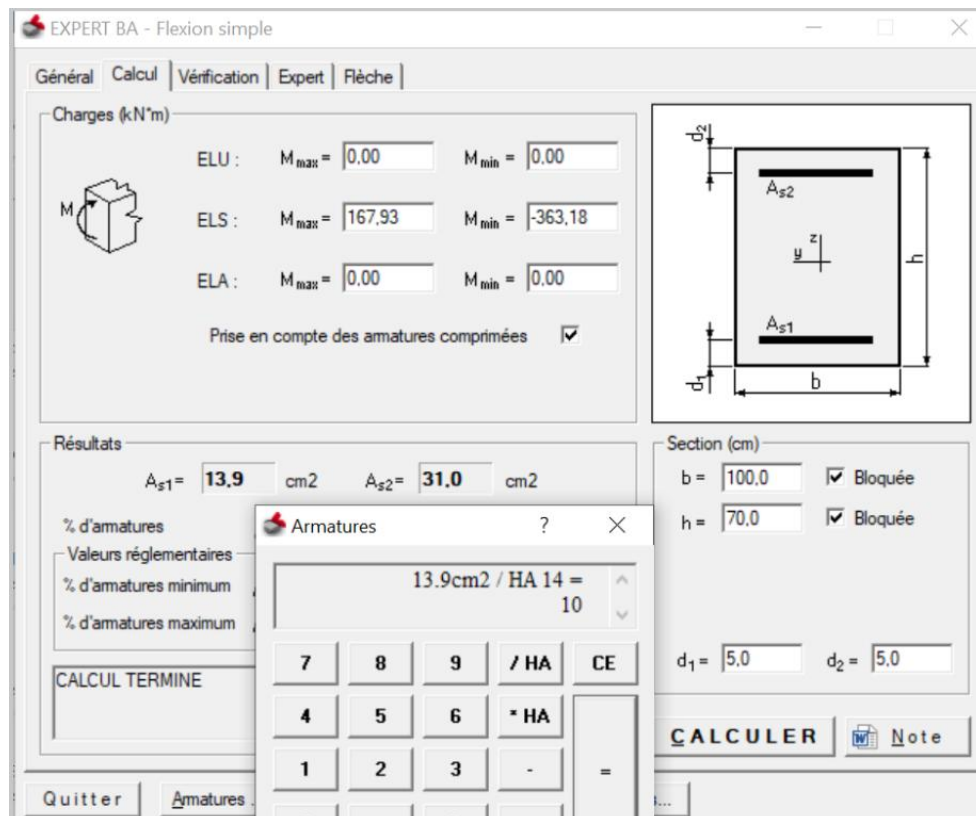 EXPERT BA - Flexion simple
Général Calcul Vérification Expert Flèche
Charges (kN*m)
ELU : M max = 0,00 M min = 0,00
M ELS : M max = 167,93 M min = -363,18
ELA : M max = 0,00 M min = 0,00
Prise en compte des armatures comprimées
d2
As2
z
y
h
As1
d1
b
Résultats
As1= 13,9 cm2 As2= 31,0 cm2
% d'armatures
Valeurs réglementaires
% d'armatures minimum
% d'armatures maximum
CALCUL TERMINE
Armatures ?
13.9cm2 / HA 14 =
10
7 8 9 / HA CE
4 5 6 * HA
1 2 3 - =
Section (cm)
b = 100,0 Bloquée
h = 70,0 Bloquée
d1 = 5,0 d2 = 5,0
CALCULER Note
Quitter Armatures